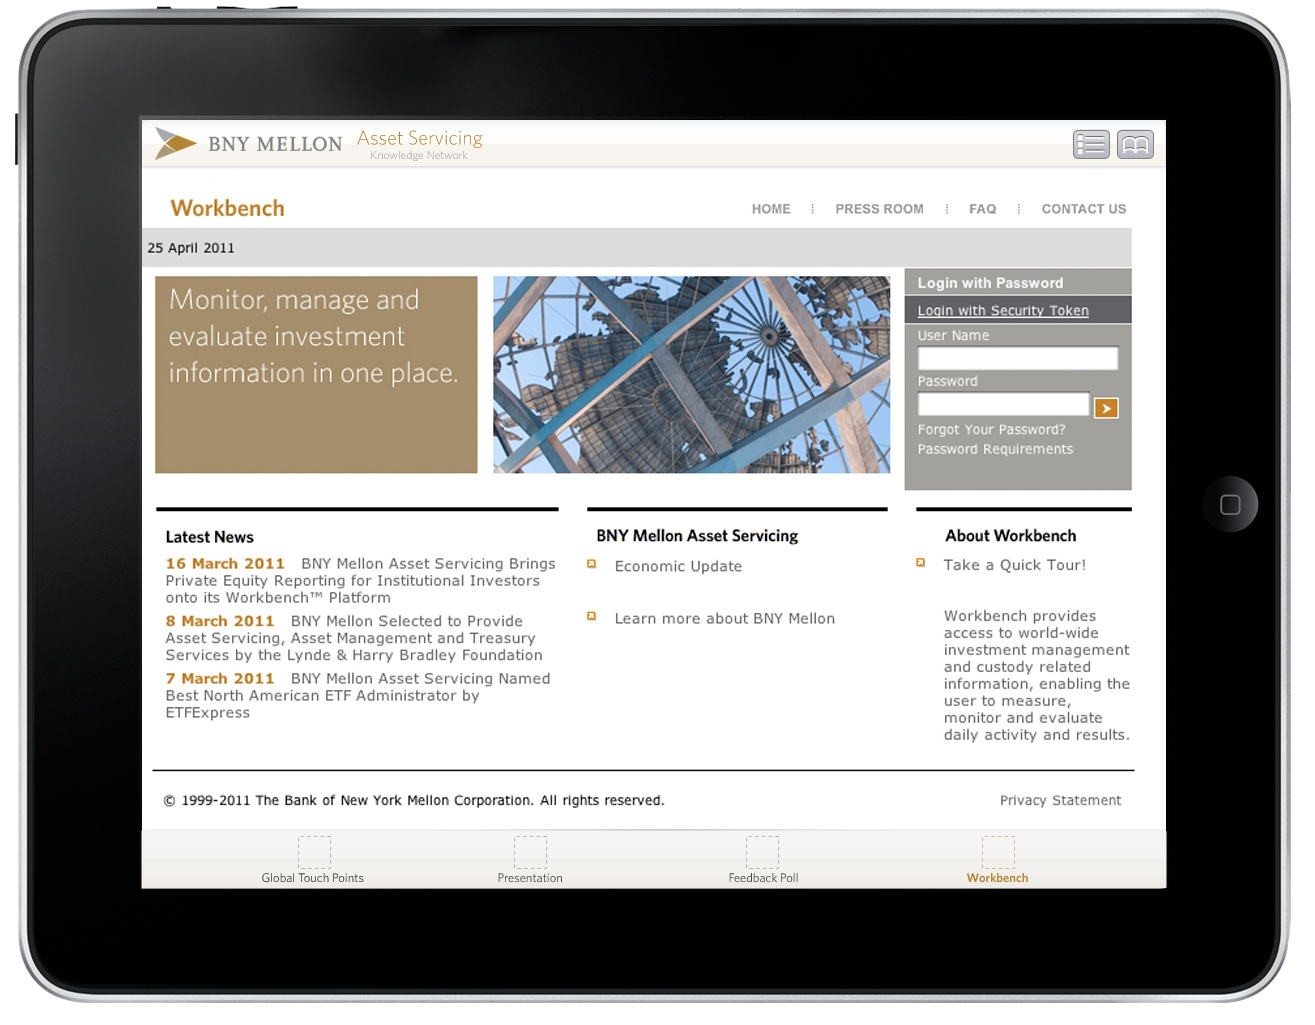 BNY MELLON Asset Servicing
Knowledge Network
Workbench
HOME PRESS ROOM FAQ CONTACT US
25 April 2011
Monitor, manage and
evaluate investment
information in one place.
Login with Password
Login with Security Token
User Name
Password
Forgot Your Password?
Password Requirements
Latest News
16 March 2011 BNY Mellon Asset Servicing Brings
Private Equity Reporting for Institutional Investors
onto its Workbench™ Platform
8 March 2011 BNY Mellon Selected to Provide
Asset Servicing, Asset Management and Treasury
Services by the Lynde & Harry Bradley Foundation
7 March 2011 BNY Mellon Asset Servicing Named
Best North American ETF Administrator by
ETFExpress
BNY Mellon Asset Servicing
Economic Update
Learn more about BNY Mellon
About Workbench
Take a Quick Tour!
Workbench provides
access to world-wide
investment management
and custody related
information, enabling the
user to measure,
monitor and evaluate
daily activity and results.
© 1999-2011 The Bank of New York Mellon Corporation. All rights reserved.
Privacy Statement
Global Touch Points
Presentation
Feedback Poll
Workbench